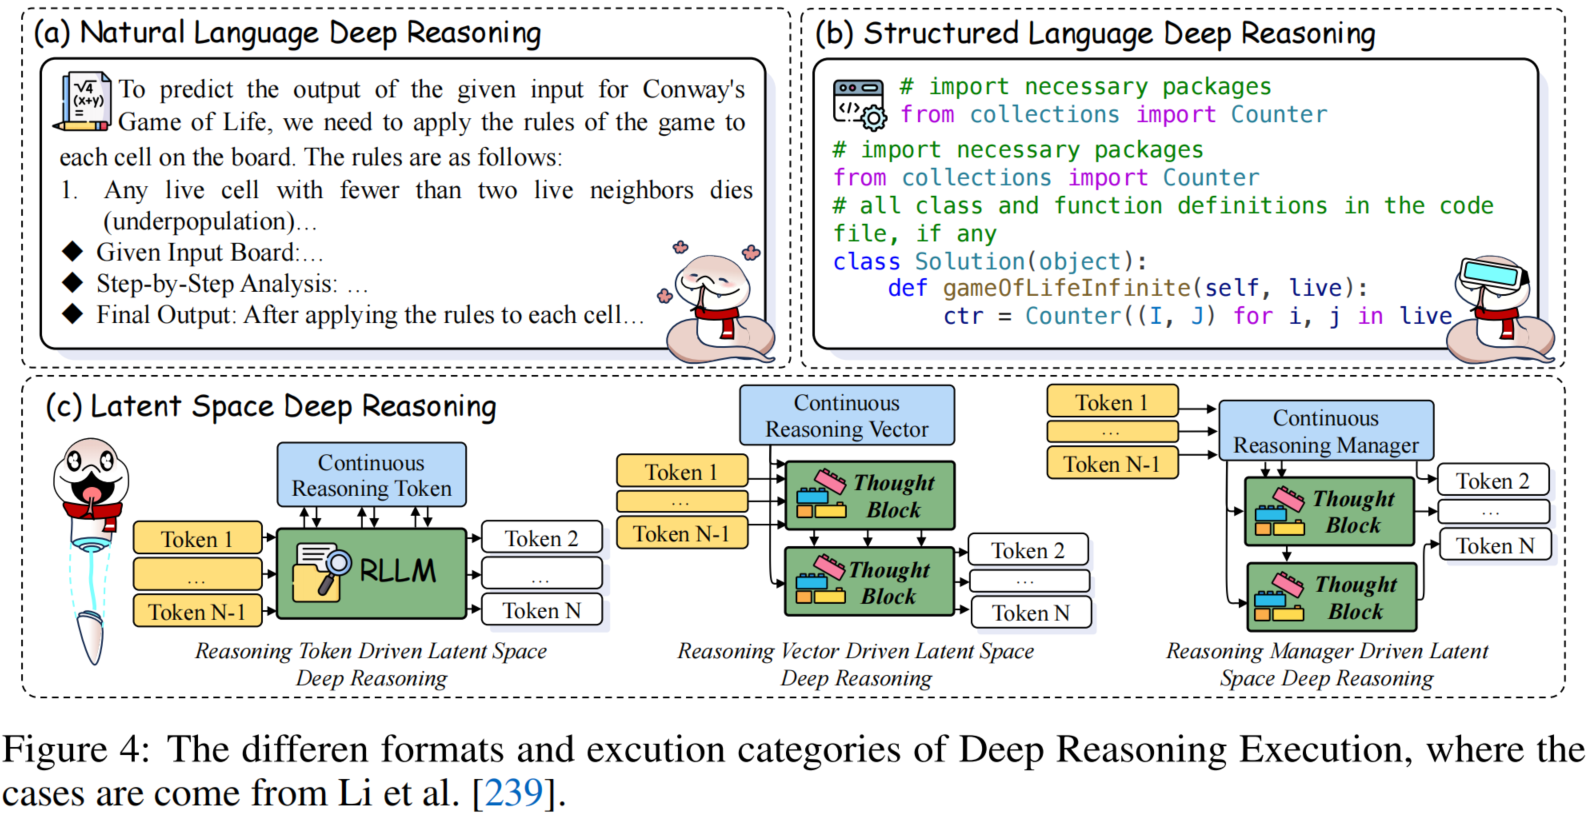 (a) Natural Language Deep Reasoning
√4
(x+y)
=
To predict the output of the given input for Conway's
Game of Life, we need to apply the rules of the game to
each cell on the board. The rules are as follows:
1. Any live cell with fewer than two live neighbors dies
(underpopulation)…
◆ Given Input Board:…
◆ Step-by-Step Analysis: …
◆ Final Output: After applying the rules to each cell…
(b) Structured Language Deep Reasoning
</>
# import necessary packages
from collections import Counter
# import necessary packages
from collections import Counter
# all class and function definitions in the code
file, if any
class Solution(object):
def gameOfLifeInfinite(self, live):
ctr = Counter((I, J) for i, j in live
(c) Latent Space Deep Reasoning
Continuous
Reasoning Token
Token 1
…
Token N-1
RLLM
Token 2
…
Token N
Reasoning Token Driven Latent Space
Deep Reasoning
Continuous
Reasoning Vector
Token 1
…
Token N-1
Thought
Block
Thought
Block
Token 2
…
Token N
Reasoning Vector Driven Latent Space
Deep Reasoning
Token 1
…
Token N-1
Continuous
Reasoning Manager
Thought
Block
Thought
Block
Token 2
…
Token N
Reasoning Manager Driven Latent
Space Deep Reasoning
Figure 4: The differen formats and excution categories of Deep Reasoning Execution, where the
cases are come from Li et al. [239].